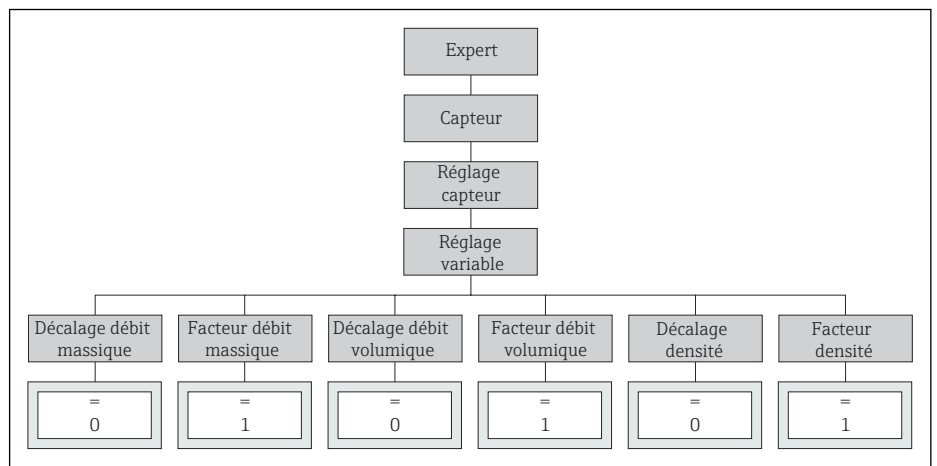 Expert
Capteur
Réglage
capteur
Réglage
variable
Décalage débit
massique
Facteur débit
massique
Décalage débit
volumique
Facteur débit
volumique
Décalage
densité
Facteur
densité
=
0
=
1
=
0
=
1
=
0
=
1